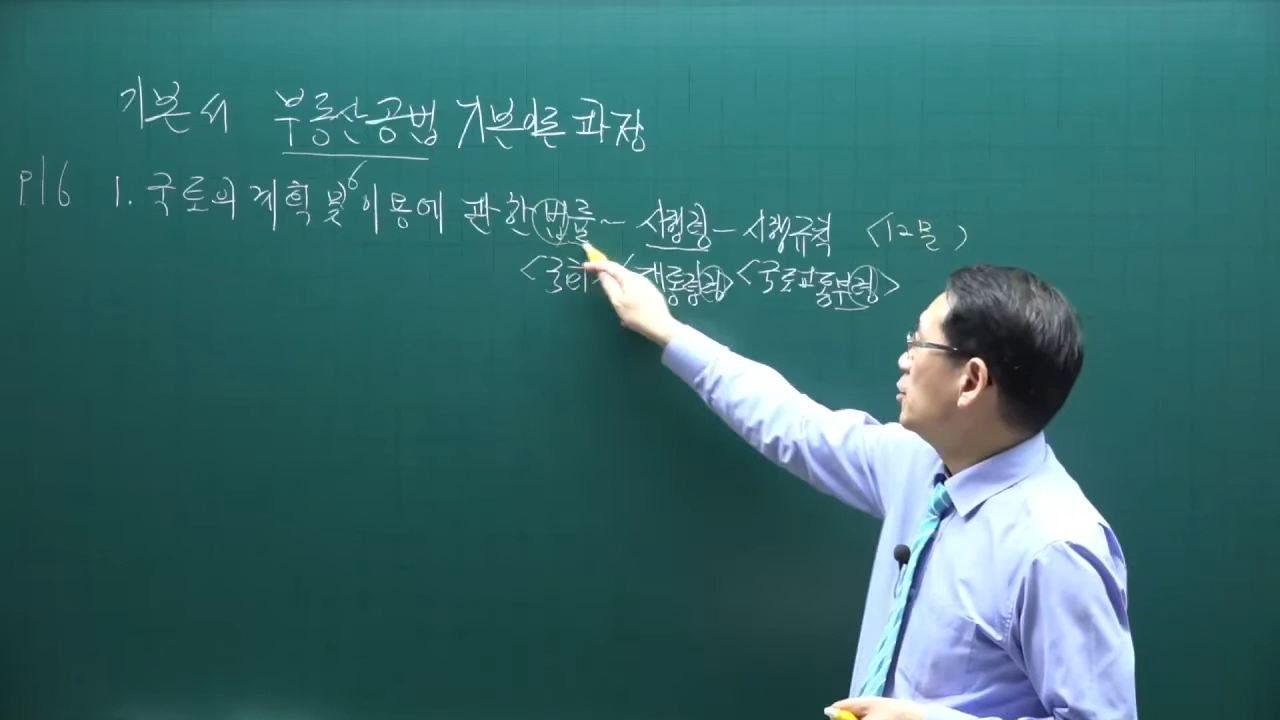 기본서 부동산공법 기본이론 과정
P16 1. 국토의 계획 및 이용에 관한 법률 - 시행령 - 시행규칙 <12문>
<국회> <대통령령> <국토교통부령>